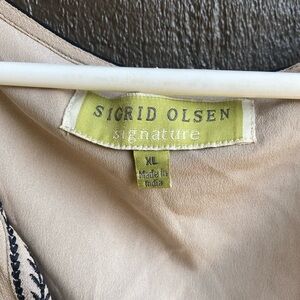 SIGRID OLSEN
signature
XL
Made in
India